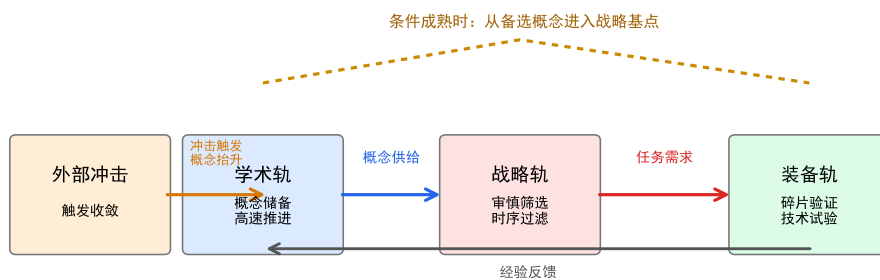 条件成熟时：从备选概念进入战略基点
外部冲击
触发收敛
冲击触发
概念抬升
学术轨
概念储备
高速推进
概念供给
战略轨
审慎筛选
时序过滤
任务需求
装备轨
碎片验证
技术试验
经验反馈